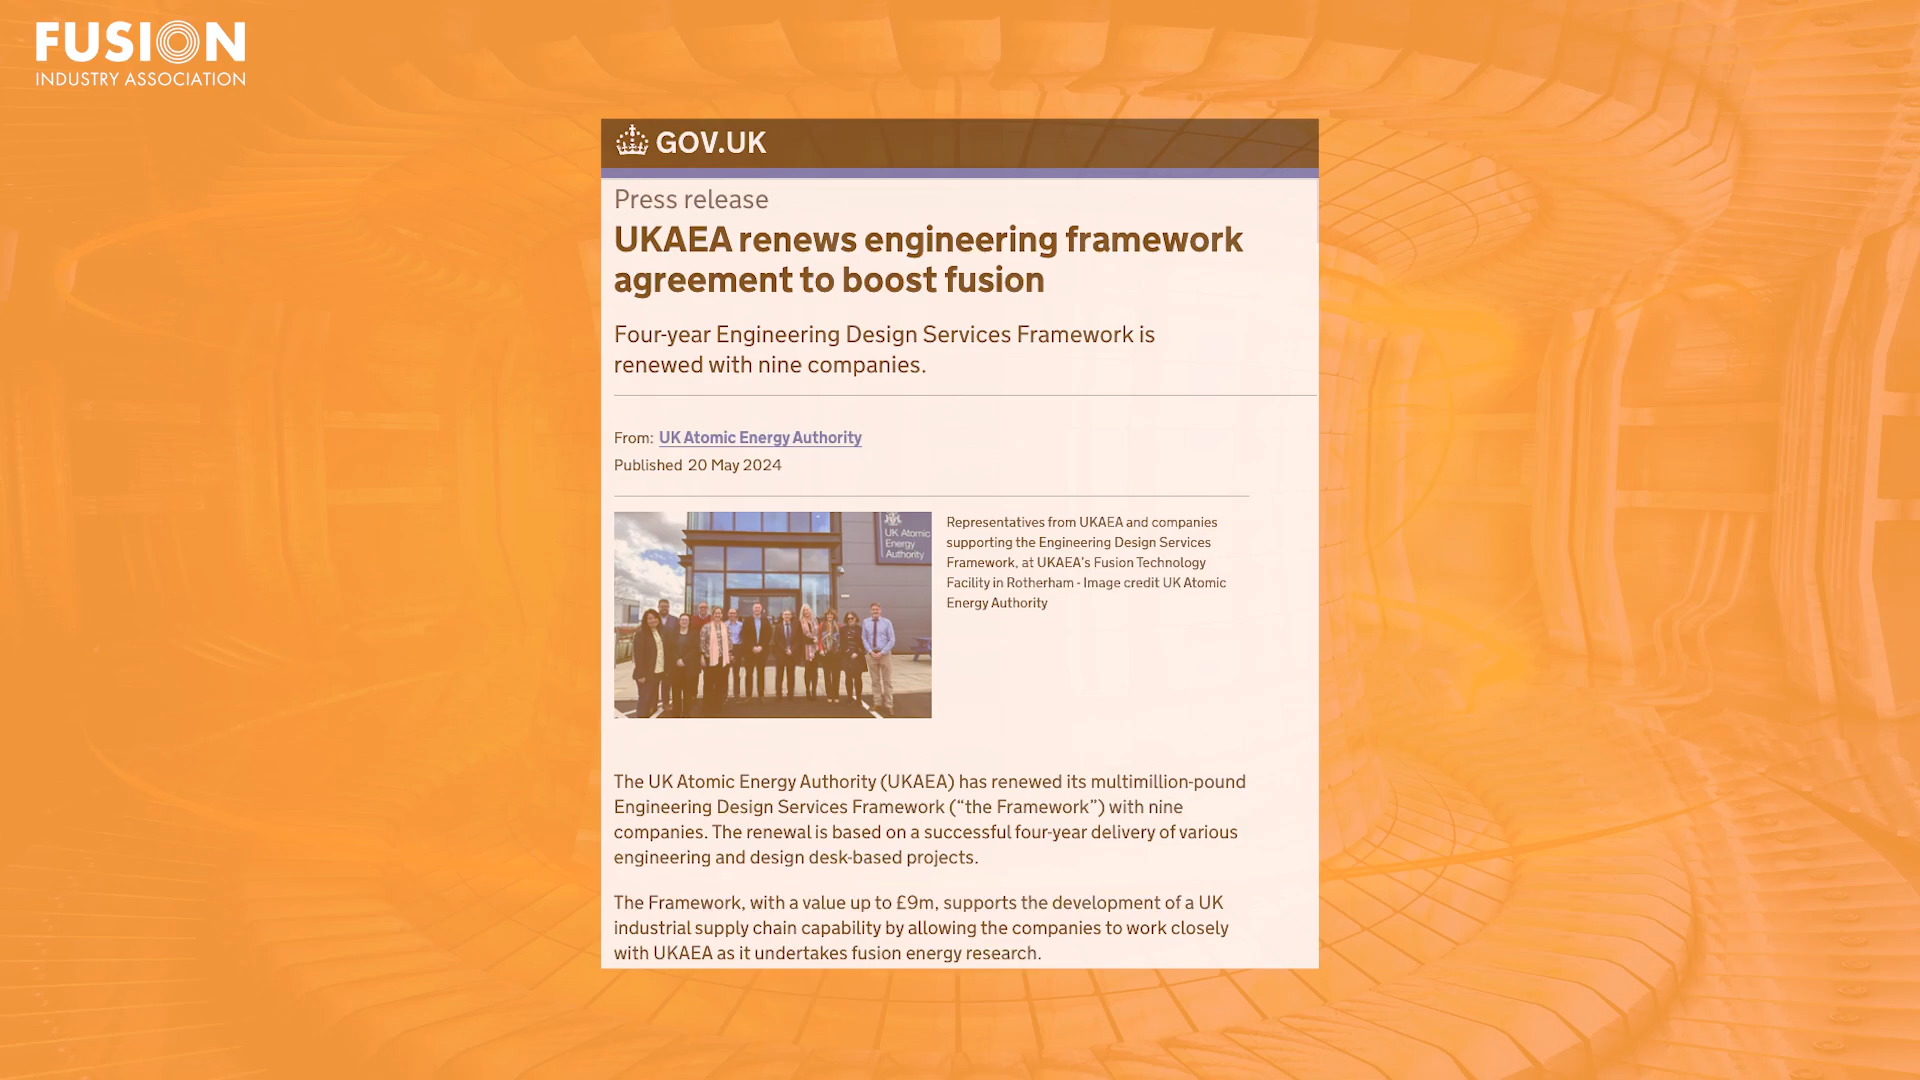 FUSION
INDUSTRY ASSOCIATION
GOV.UK
Press release
UKAEA renews engineering framework
agreement to boost fusion
Four-year Engineering Design Services Framework is
renewed with nine companies.
From: UK Atomic Energy Authority
Published 20 May 2024
UK Atomic
Energy
Authority
Representatives from UKAEA and companies
supporting the Engineering Design Services
Framework, at UKAEA's Fusion Technology
Facility in Rotherham - Image credit UK Atomic
Energy Authority
The UK Atomic Energy Authority (UKAEA) has renewed its multimillion-pound
Engineering Design Services Framework (“the Framework”) with nine
companies. The renewal is based on a successful four-year delivery of various
engineering and design desk-based projects.
The Framework, with a value up to £9m, supports the development of a UK
industrial supply chain capability by allowing the companies to work closely
with UKAEA as it undertakes fusion energy research.